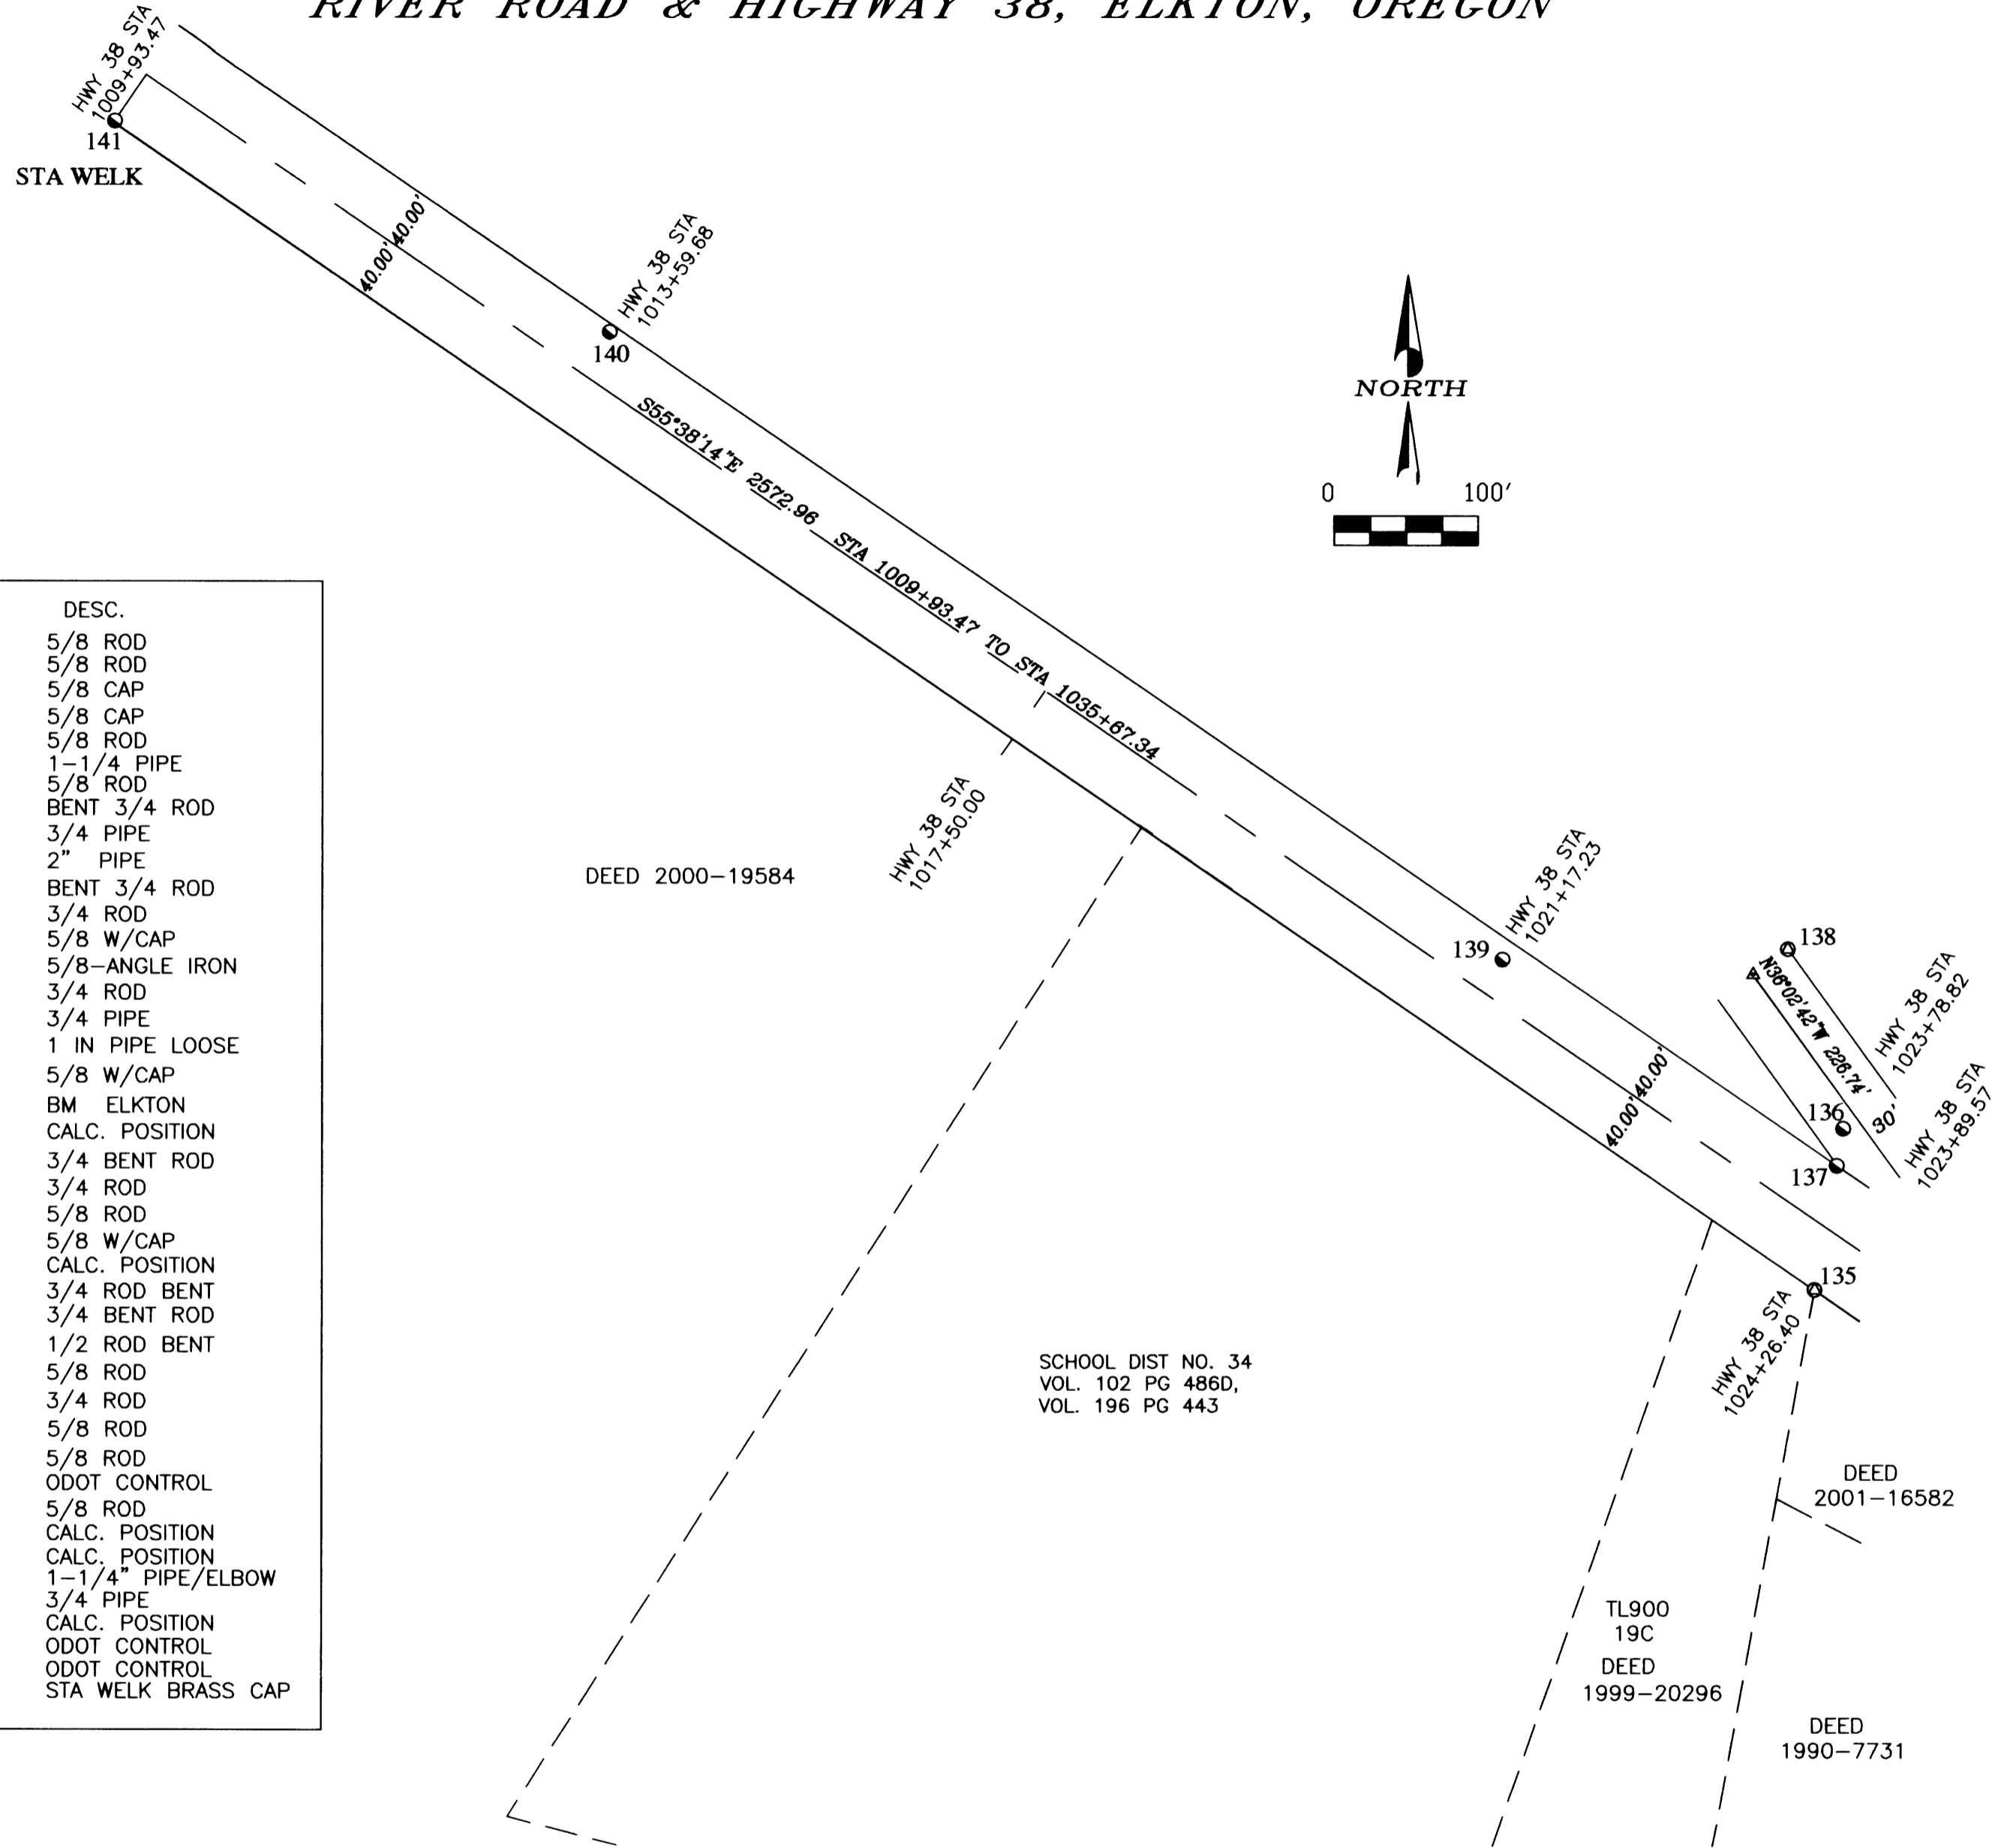 RIVER ROAD & HIGHWAY 38, ELKTON, OREGON
HWY 38 STA
1009+93.47
141
STA WELK
40.00' 40.00'
HWY 38 STA
1013+59.68
140
S55°38'14"E 2572.96 STA 1009+93.47 TO STA 1035+67.34
NORTH
0 100'
DESC.
5/8 ROD
5/8 ROD
5/8 CAP
5/8 CAP
5/8 ROD
1-1/4 PIPE
5/8 ROD
BENT 3/4 ROD
3/4 PIPE
2" PIPE
BENT 3/4 ROD
3/4 ROD
5/8 W/CAP
5/8-ANGLE IRON
3/4 ROD
3/4 PIPE
1 IN PIPE LOOSE
5/8 W/CAP
BM ELKTON
CALC. POSITION
3/4 BENT ROD
3/4 ROD
5/8 ROD
5/8 W/CAP
CALC. POSITION
3/4 ROD BENT
3/4 BENT ROD
1/2 ROD BENT
5/8 ROD
3/4 ROD
5/8 ROD
5/8 ROD
ODOT CONTROL
5/8 ROD
CALC. POSITION
CALC. POSITION
1-1/4" PIPE/ELBOW
3/4 PIPE
CALC. POSITION
ODOT CONTROL
ODOT CONTROL
STA WELK BRASS CAP
DEED 2000-19584
HWY 38 STA
1017+50.00
139
HWY 38 STA
1021+17.23
138
N36°02'42"W 226.74'
HWY 38 STA
1023+78.82
136
30'
HWY 38 STA
1023+89.57
137
40.00' 40.00'
135
HWY 38 STA
1024+26.40
SCHOOL DIST NO. 34
VOL. 102 PG 486D,
VOL. 196 PG 443
DEED
2001-16582
TL900
19C
DEED
1999-20296
DEED
1990-7731